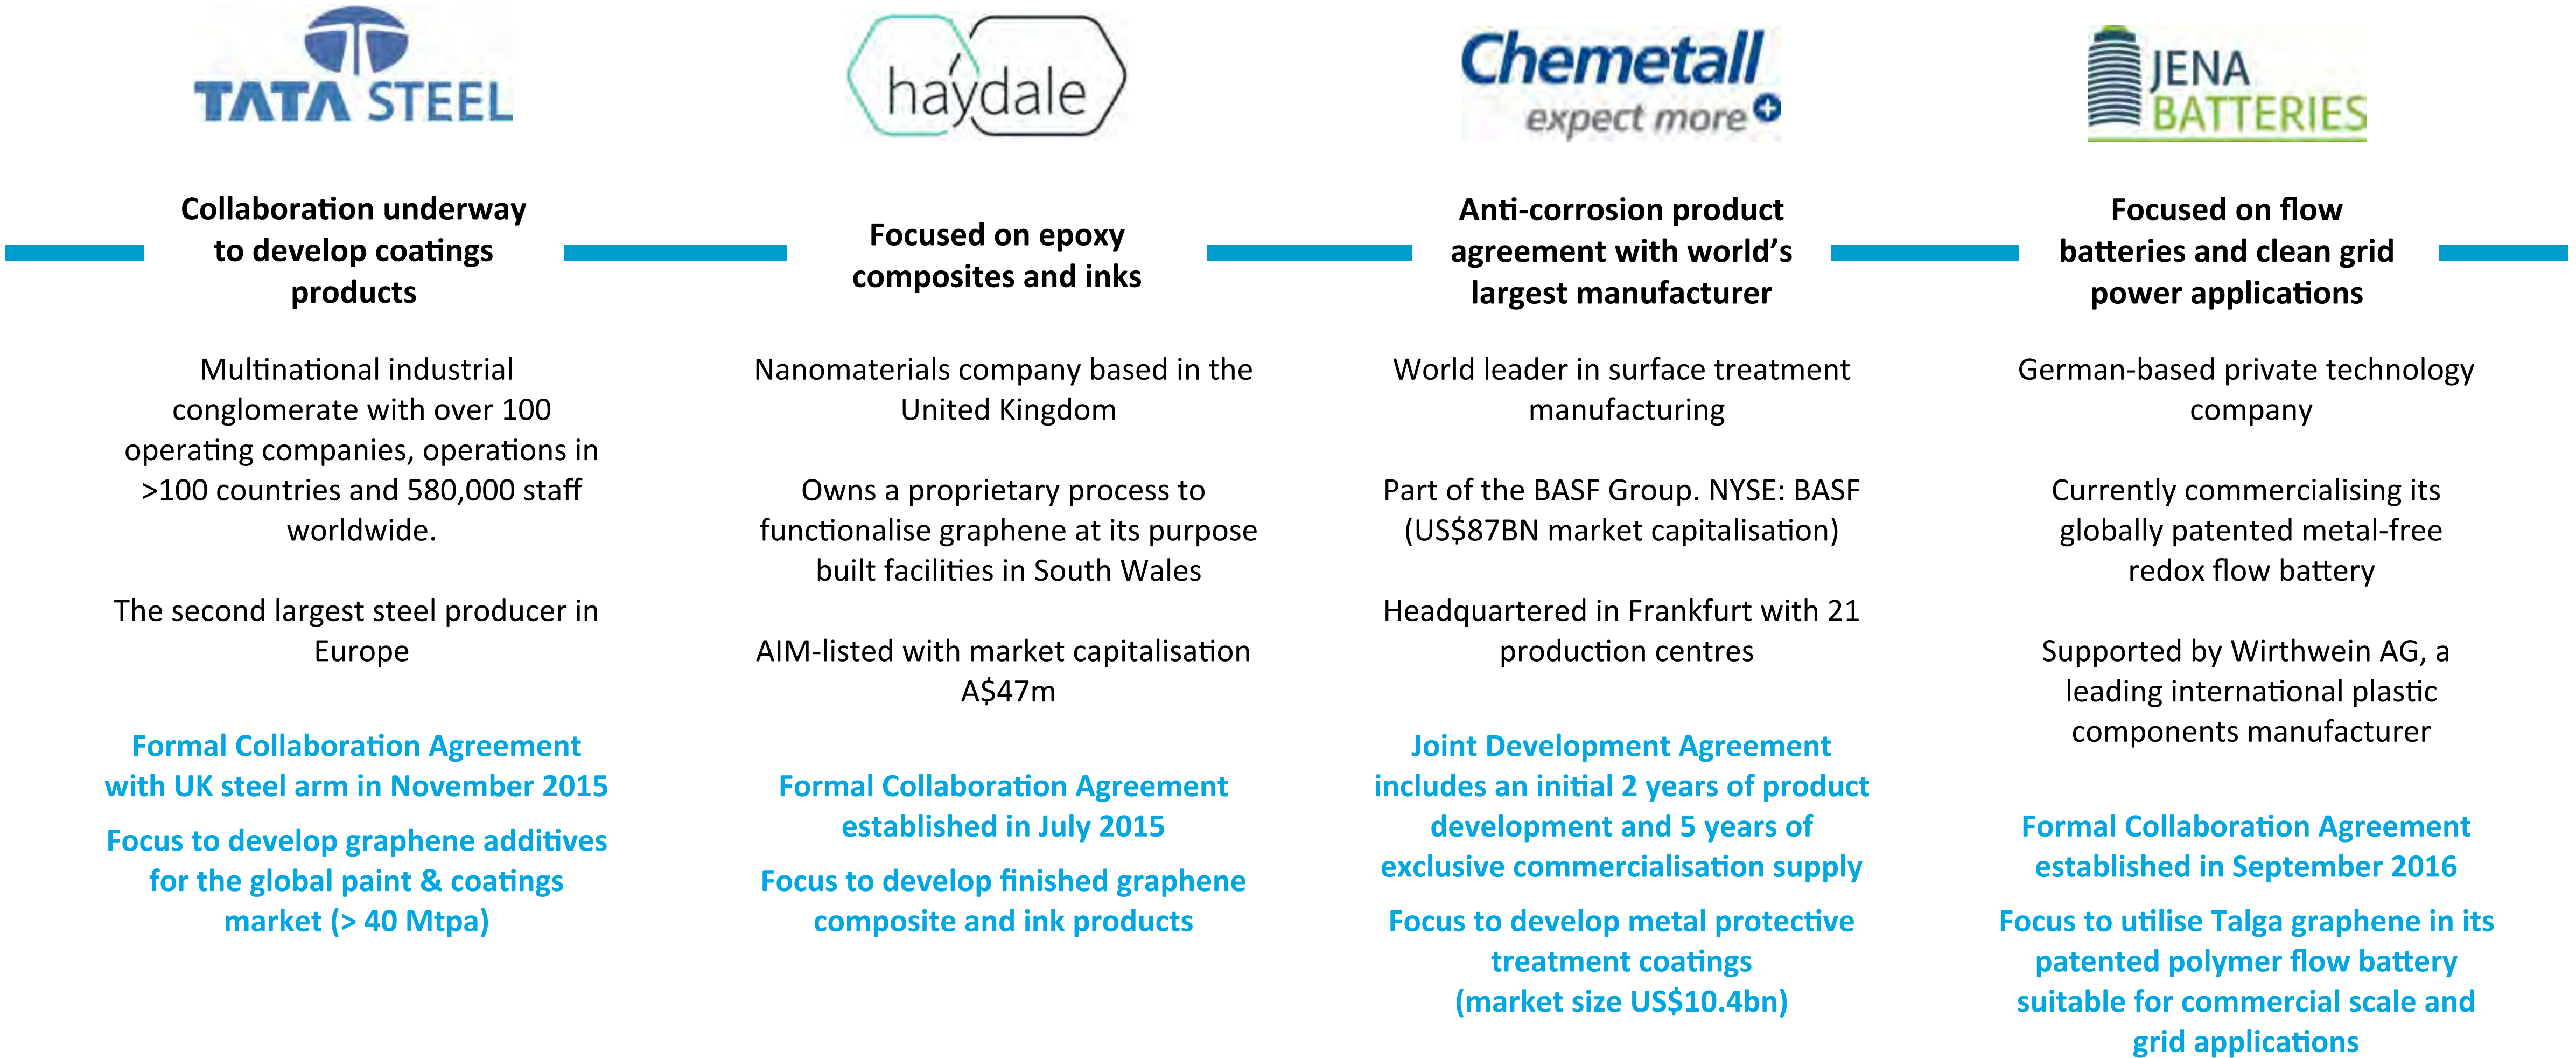 TATA STEEL
Collaboration underway
to develop coatings
products
Multinational industrial
conglomerate with over 100
operating companies, operations in
>100 countries and 580,000 staff
worldwide.
The second largest steel producer in
Europe
Formal Collaboration Agreement
with UK steel arm in November 2015
Focus to develop graphene additives
for the global paint & coatings
market (> 40 Mtpa)
haydale
Focused on epoxy
composites and inks
Nanomaterials company based in the
United Kingdom
Owns a proprietary process to
functionalise graphene at its purpose
built facilities in South Wales
AIM-listed with market capitalisation
A$47m
Formal Collaboration Agreement
established in July 2015
Focus to develop finished graphene
composite and ink products
Chemetall
expect more+
Anti-corrosion product
agreement with world's
largest manufacturer
World leader in surface treatment
manufacturing
Part of the BASF Group. NYSE: BASF
(US$87BN market capitalisation)
Headquartered in Frankfurt with 21
production centres
Joint Development Agreement
includes an initial 2 years of product
development and 5 years of
exclusive commercialisation supply
Focus to develop metal protective
treatment coatings
(market size US$10.4bn)
JENA
BATTERIES
Focused on flow
batteries and clean grid
power applications
German-based private technology
company
Currently commercialising its
globally patented metal-free
redox flow battery
Supported by Wirthwein AG, a
leading international plastic
components manufacturer
Formal Collaboration Agreement
established in September 2016
Focus to utilise Talga graphene in its
patented polymer flow battery
suitable for commercial scale and
grid applications